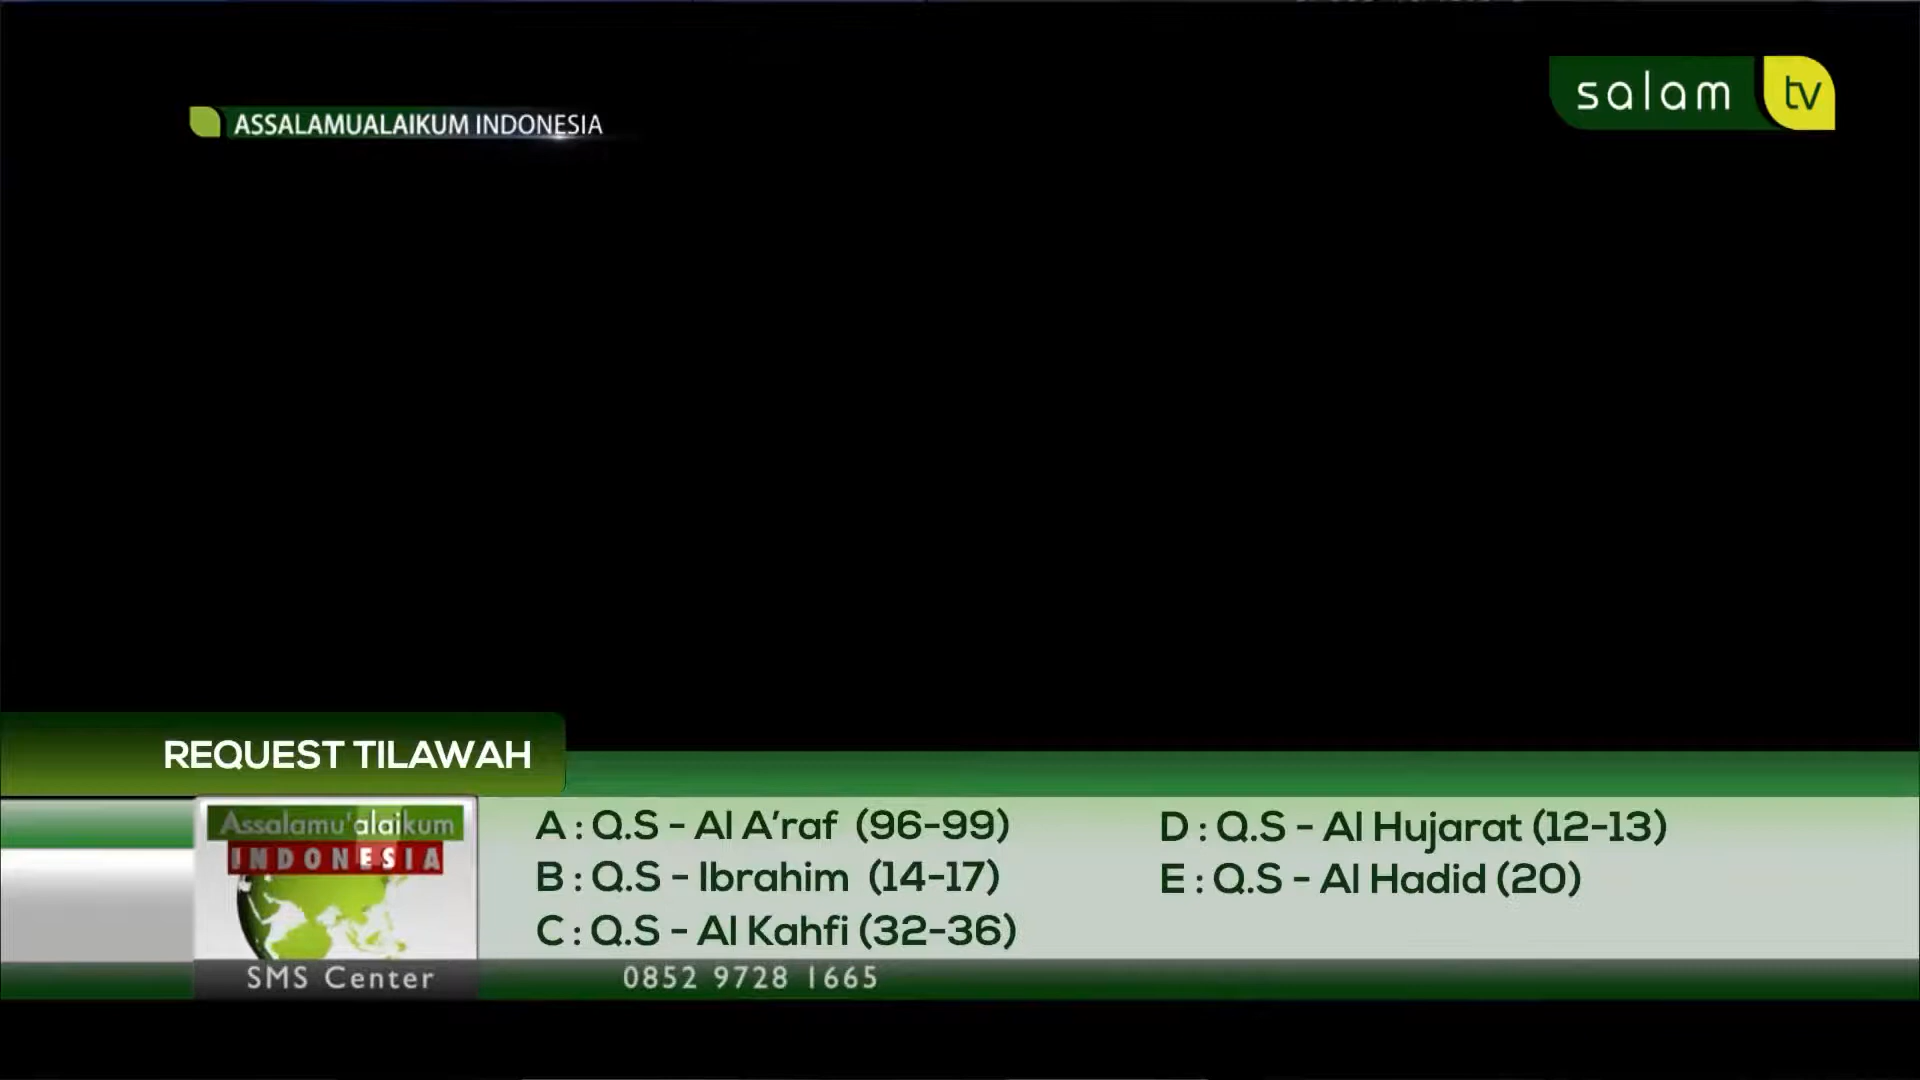 ASSALAMUALAIKUM INDONESIA
salam tv
REQUEST TILAWAH
Assalamu'alaikum
INDONESIA
A : Q.S - Al A'raf (96-99)
B : Q.S - Ibrahim (14-17)
C : Q.S - Al Kahfi (32-36)
D : Q.S - Al Hujarat (12-13)
E : Q.S - Al Hadid (20)
SMS Center
0852 9728 1665